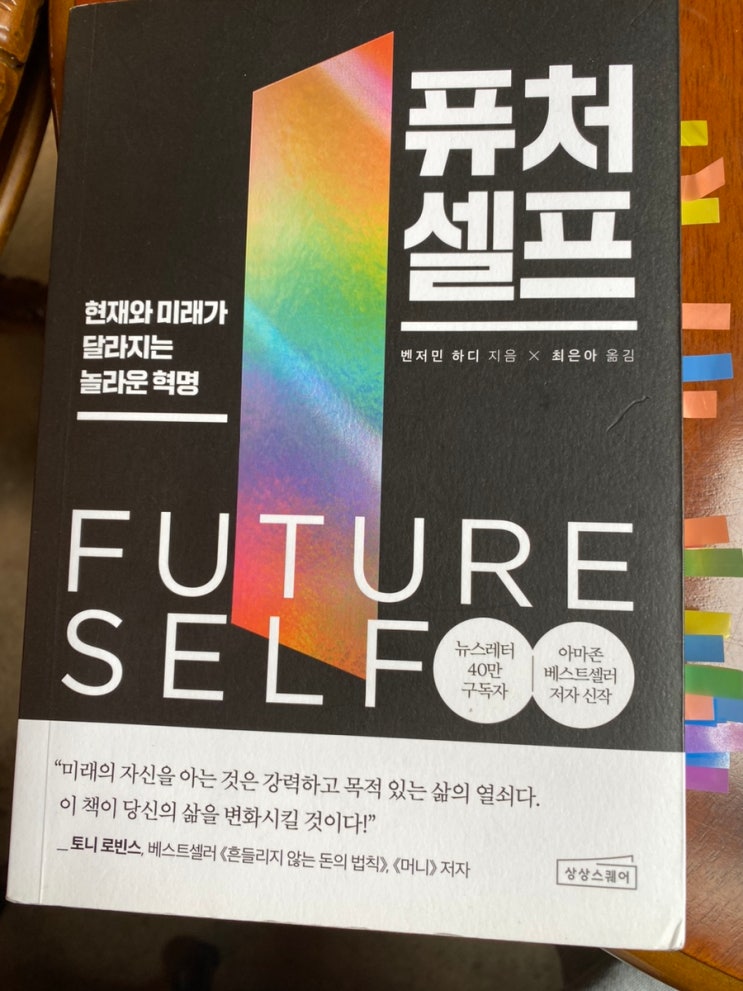 퓨처
셀프
벤저민 하디 지음 × 최은아 옮김
현재와 미래가
달라지는
놀라운 혁명
FUTURE
SELF
뉴스레터
40만
구독자
아마존
베스트셀러
저자 신작
“미래의 자신을 아는 것은 강력하고 목적 있는 삶의 열쇠다.
이 책이 당신의 삶을 변화시킬 것이다!”
_ 토니 로빈스, 베스트셀러 《흔들리지 않는 돈의 법칙》, 《머니》 저자
상상스퀘어